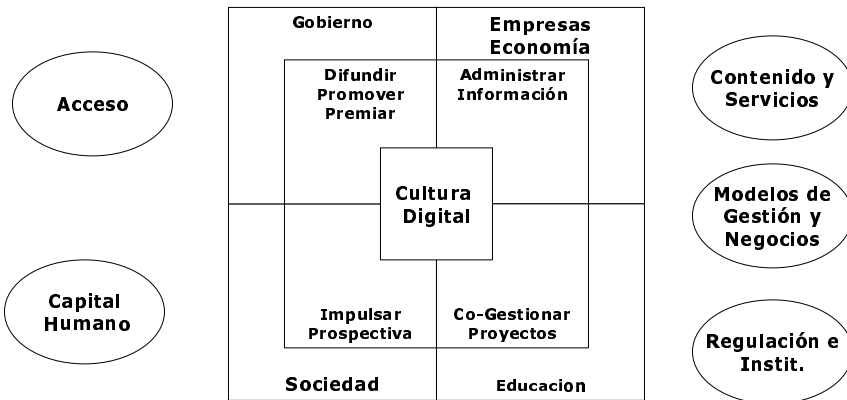 Gobierno
Empresas
Economía
Difundir
Promover
Premiar
Administrar
Información
Acceso
Contenido y
Servicios
Cultura
Digital
Modelos de
Gestión y
Negocios
Capital
Humano
Impulsar
Prospectiva
Co-Gestionar
Proyectos
Regulación e
Instit.
Sociedad
Educacion